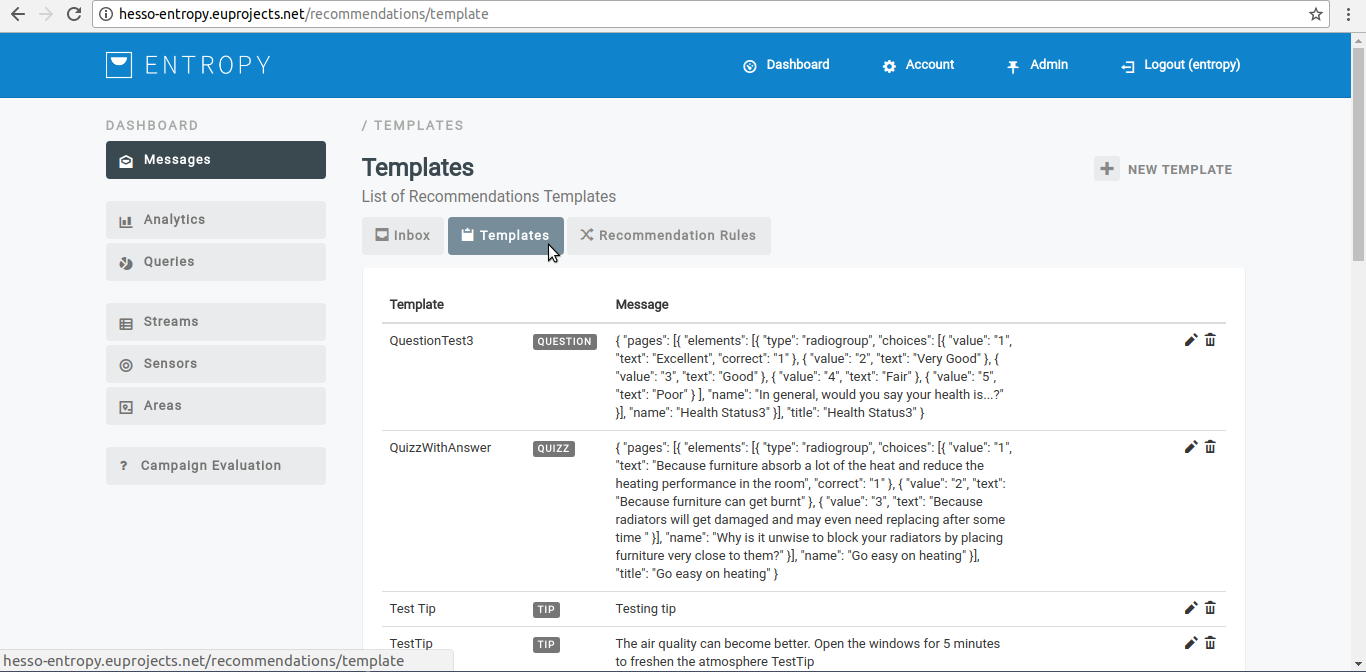 hesso-entropy.euprojects.net/recommendations/template
ENTROPY
Dashboard
Account
Admin
Logout (entropy)
DASHBOARD
Messages
Analytics
Queries
Streams
Sensors
Areas
? Campaign Evaluation
/ TEMPLATES
Templates
NEW TEMPLATE
List of Recommendations Templates
Inbox
Templates
Recommendation Rules
Template
Message
QuestionTest3
QUESTION
{ "pages": [{ "elements": [{ "type": "radiogroup", "choices": [{ "value": "1",
"text": "Excellent", "correct": "1" }, { "value": "2", "text": "Very Good" }, {
"value": "3", "text": "Good" }, { "value": "4", "text": "Fair" }, { "value": "5",
"text": "Poor" } ], "name": "In general, would you say your health is...?"
}], "name": "Health Status3" }], "title": "Health Status3" }
QuizzWithAnswer
QUIZZ
{ "pages": [{ "elements": [{ "type": "radiogroup", "choices": [{ "value": "1",
"text": "Because furniture absorb a lot of the heat and reduce the
heating performance in the room", "correct": "1" }, { "value": "2", "text":
"Because furniture can get burnt" }, { "value": "3", "text": "Because
radiators will get damaged and may even need replacing after some
time " }], "name": "Why is it unwise to block your radiators by placing
furniture very close to them?" }], "name": "Go easy on heating" }],
"title": "Go easy on heating" }
Test Tip
TIP
Testing tip
TestTip
TIP
The air quality can become better. Open the windows for 5 minutes
to freshen the atmosphere TestTip
hesso-entropy.euprojects.net/recommendations/template